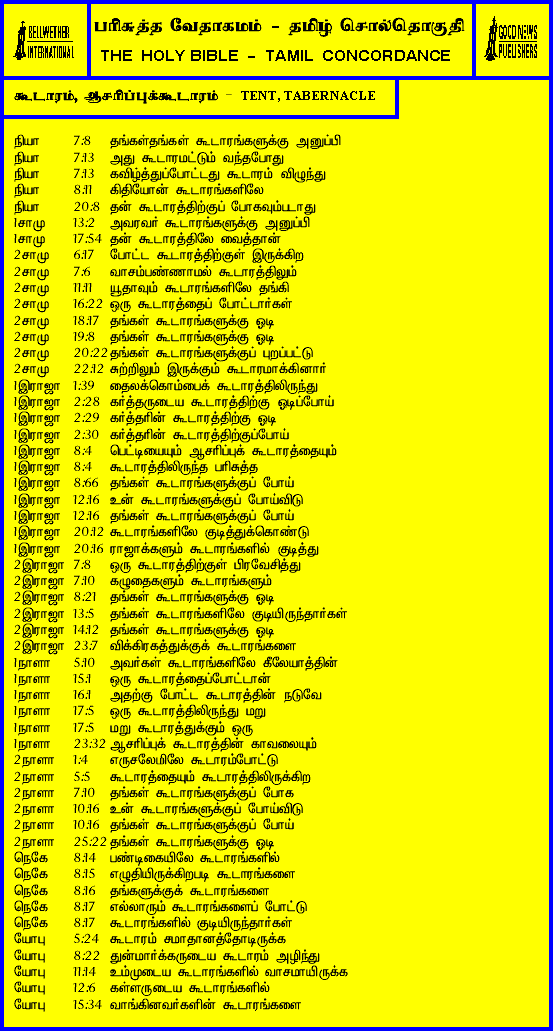 BELLWETHER
INTERNATIONAL
பரிசுத்த வேதாகமம் - தமிழ் சொல்தொகுதி
THE HOLY BIBLE - TAMIL CONCORDANCE
GOOD NEWS
PUBLISHERS
கூடாரம், ஆசரிப்புக்கூடாரம் - TENT, TABERNACLE
நியா 7:8 தங்கள்தங்கள் கூடாரங்களுக்கு அனுப்பி
நியா 7:13 அது கூடாரமட்டும் வந்தபோது
நியா 7:13 கவிழ்த்துப்போட்டது கூடாரம் விழுந்து
நியா 8:11 கிதியோன் கூடாரங்களிலே
நியா 20:8 தன் கூடாரத்திற்குப் போகவும்படாது
1சாமு 13:2 அவரவர் கூடாரங்களுக்கு அனுப்பி
1சாமு 17:54 தன் கூடாரத்திலே வைத்தான்
2சாமு 6:17 போட்ட கூடாரத்திற்குள் இருக்கிற
2சாமு 7:6 வாசம்பண்ணாமல் கூடாரத்திலும்
2சாமு 11:11 யூதாவும் கூடாரங்களிலே தங்கி
2சாமு 16:22 ஒரு கூடாரத்தைப் போட்டார்கள்
2சாமு 18:17 தங்கள் கூடாரங்களுக்கு ஓடி
2சாமு 19:8 தங்கள் கூடாரங்களுக்கு ஓடி
2சாமு 20:22 தங்கள் கூடாரங்களுக்குப் புறப்பட்டு
2சாமு 22:12 சுற்றிலும் இருக்கும் கூடாரமாக்கினார்
1இராஜா 1:39 தைலக்கொம்பைக் கூடாரத்திலிருந்து
1இராஜா 2:28 கர்த்தருடைய கூடாரத்திற்கு ஓடிப்போய்
1இராஜா 2:29 கர்த்தரின் கூடாரத்திற்கு ஓடி
1இராஜா 2:30 கர்த்தரின் கூடாரத்திற்குப்போய்
1இராஜா 8:4 பெட்டியையும் ஆசரிப்புக் கூடாரத்தையும்
1இராஜா 8:4 கூடாரத்திலிருந்த பரிசுத்த
1இராஜா 8:66 தங்கள் கூடாரங்களுக்குப் போய்
1இராஜா 12:16 உன் கூடாரங்களுக்குப் போய்விடு
1இராஜா 12:16 தங்கள் கூடாரங்களுக்குப் போய்
1இராஜா 20:12 கூடாரங்களிலே குடித்துக்கொண்டு
1இராஜா 20:16 ராஜாக்களும் கூடாரங்களில் குடித்து
2இராஜா 7:8 ஒரு கூடாரத்திற்குள் பிரவேசித்து
2இராஜா 7:10 கழுதைகளும் கூடாரங்களும்
2இராஜா 8:21 தங்கள் கூடாரங்களுக்கு ஓடி
2இராஜா 13:5 தங்கள் கூடாரங்களிலே குடியிருந்தார்கள்
2இராஜா 14:12 தங்கள் கூடாரங்களுக்கு ஓடி
2இராஜா 23:7 விக்கிரகத்துக்குக் கூடாரங்களை
1நாளா 5:10 அவர்கள் கூடாரங்களிலே கீலேயாத்தின்
1நாளா 15:1 ஒரு கூடாரத்தைப்போட்டான்
1நாளா 16:1 அதற்கு போட்ட கூடாரத்தின் நடுவே
1நாளா 17:5 ஒரு கூடாரத்திலிருந்து மறு
1நாளா 17:5 மறு கூடாரத்துக்கும் ஒரு
1நாளா 23:32 ஆசரிப்புக் கூடாரத்தின் காவலையும்
2நாளா 1:4 எருசலேமிலே கூடாரம்போட்டு
2நாளா 5:5 கூடாரத்தையும் கூடாரத்திலிருக்கிற
2நாளா 7:10 தங்கள் கூடாரங்களுக்குப் போக
2நாளா 10:16 உன் கூடாரங்களுக்குப் போய்விடு
2நாளா 10:16 தங்கள் கூடாரங்களுக்குப் போய்
2நாளா 25:22 தங்கள் கூடாரங்களுக்கு ஓடி
நெகே 8:14 பண்டிகையிலே கூடாரங்களில்
நெகே 8:15 எழுதியிருக்கிறபடி கூடாரங்களை
நெகே 8:16 தங்களுக்குக் கூடாரங்களை
நெகே 8:17 எல்லாரும் கூடாரங்களைப் போட்டு
நெகே 8:17 கூடாரங்களில் குடியிருந்தார்கள்
யோபு 5:24 கூடாரம் சமாதானத்தோடிருக்க
யோபு 8:22 துன்மார்க்கருடைய கூடாரம் அழிந்து
யோபு 11:14 உம்முடைய கூடாரங்களில் வாசமாயிருக்க
யோபு 12:6 கள்ளருடைய கூடாரங்களில்
யோபு 15:34 வாங்கினவர்களின் கூடாரங்களை